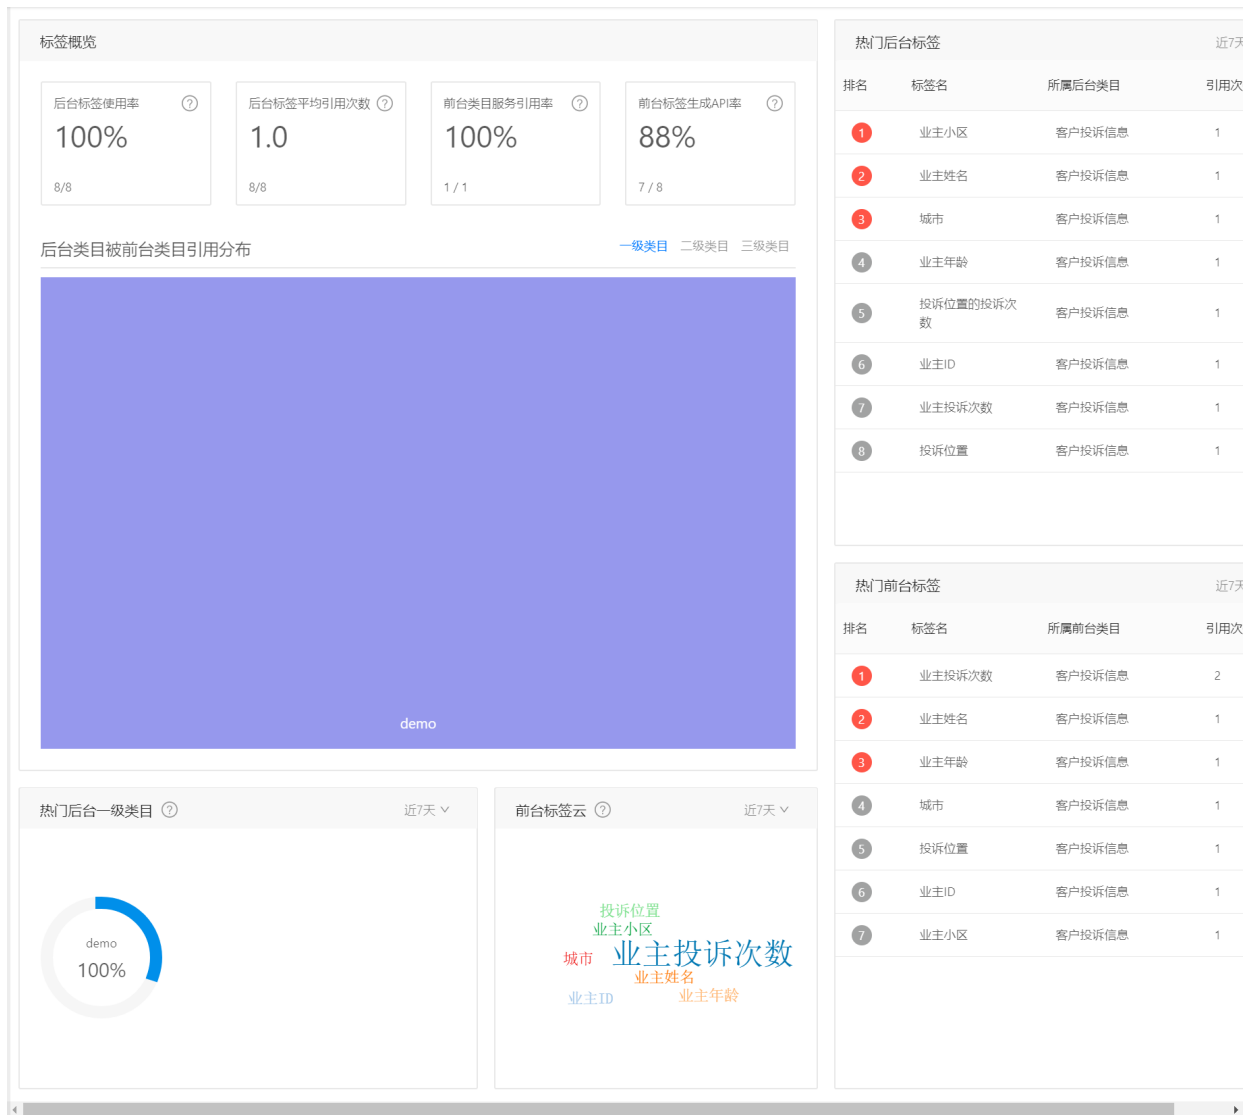 标签概览
后台标签使用率 ?
100%
8/8
后台标签平均引用次数 ?
1.0
8/8
前台类目服务引用率 ?
100%
1 / 1
前台标签生成API率 ?
88%
7 / 8
后台类目被前台类目引用分布
一级类目 二级类目 三级类目
demo
热门后台一级类目 ? 近7天
demo
100%
前台标签云 ? 近7天
投诉位置
业主小区
城市 业主投诉次数
业主姓名
业主ID 业主年龄
热门后台标签 近7天
排名 标签名 所属后台类目 引用次
1 业主小区 客户投诉信息 1
2 业主姓名 客户投诉信息 1
3 城市 客户投诉信息 1
4 业主年龄 客户投诉信息 1
5 投诉位置的投诉次
数 客户投诉信息 1
6 业主ID 客户投诉信息 1
7 业主投诉次数 客户投诉信息 1
8 投诉位置 客户投诉信息 1
热门前台标签 近7天
排名 标签名 所属前台类目 引用次
1 业主投诉次数 客户投诉信息 2
2 业主姓名 客户投诉信息 1
3 业主年龄 客户投诉信息 1
4 城市 客户投诉信息 1
5 投诉位置 客户投诉信息 1
6 业主ID 客户投诉信息 1
7 业主小区 客户投诉信息 1